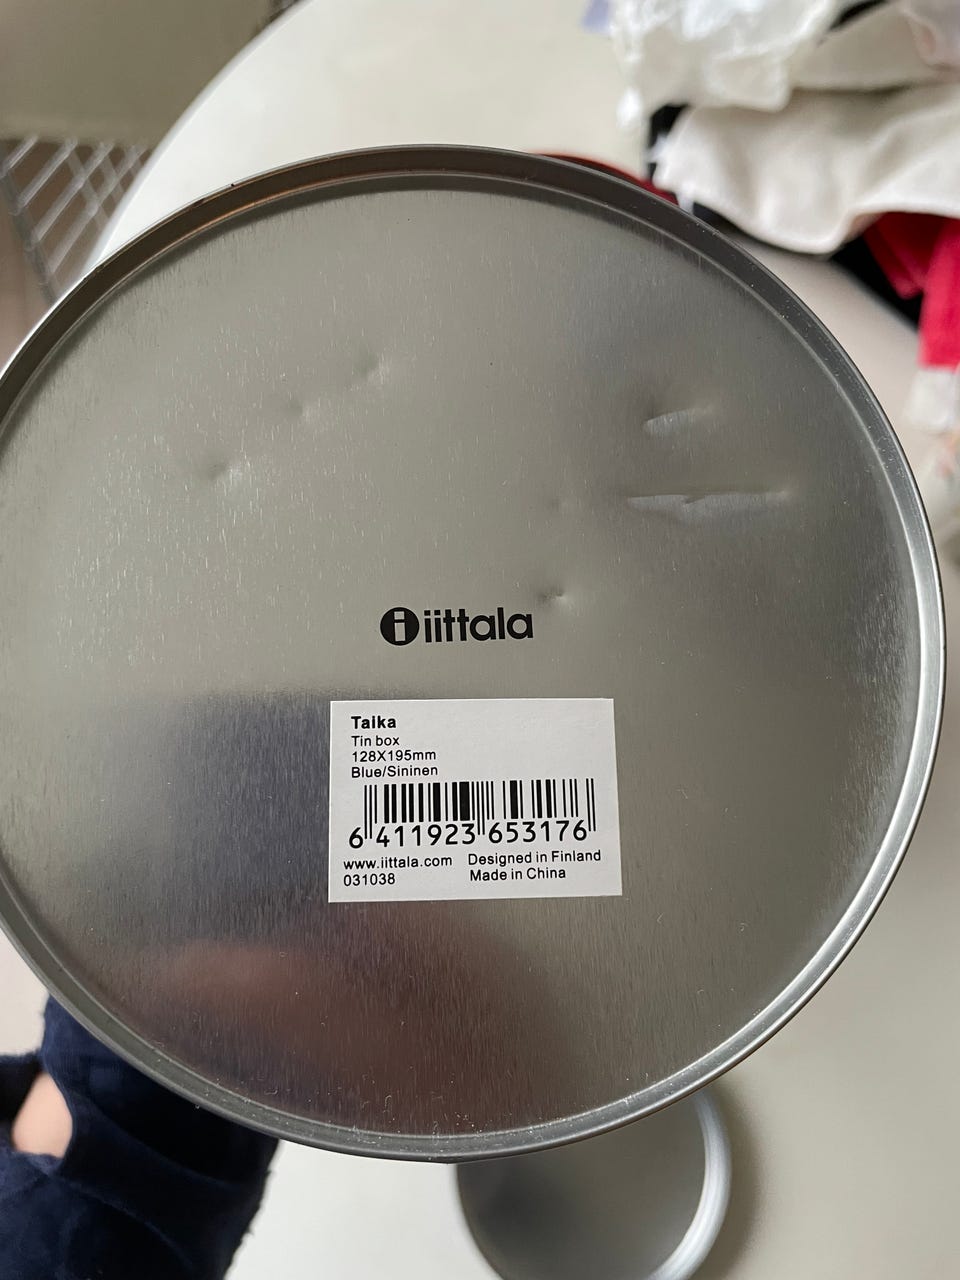 iittala
Taika
Tin box
128X195mm
Blue/Sininen
6 411923 653176
www.iittala.com Designed in Finland
031038 Made in China